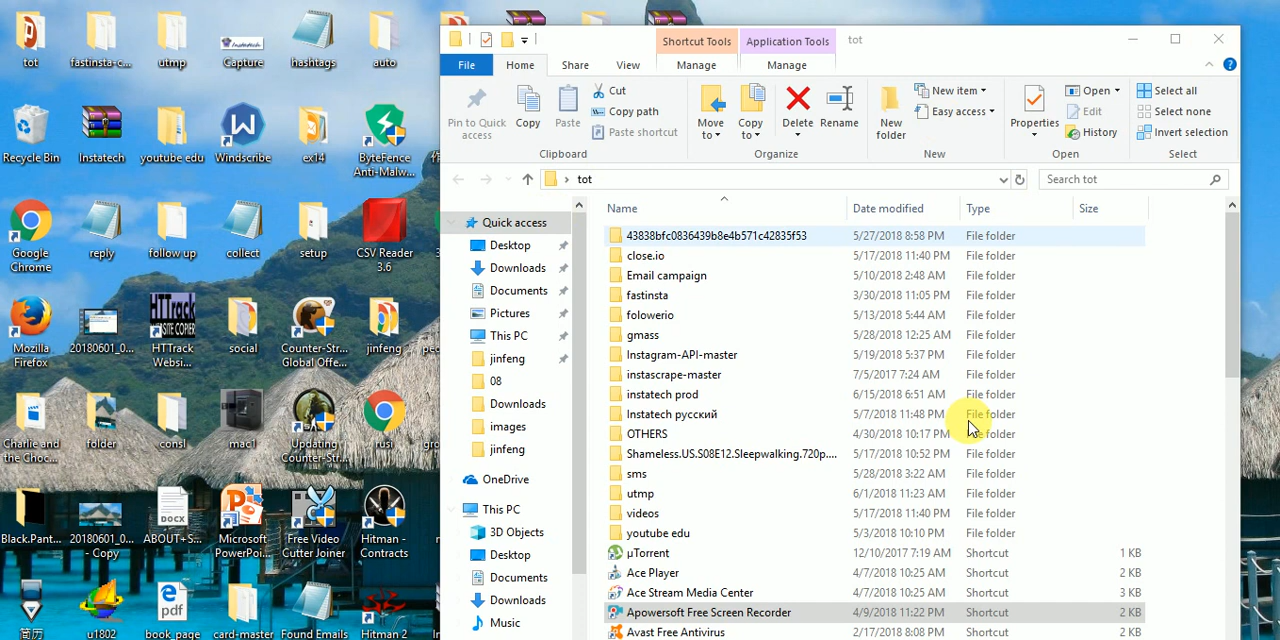 tot
fastinsta-c...
utmp
Capture
hashtags
auto
Recycle Bin
Instatech
youtube edu
Windscribe
ex14
ByteFence
Anti-Malw...
Google
Chrome
reply
follow up
collect
setup
CSV Reader
3.6
Mozilla
Firefox
20180601_0...
HTTrack
Websi...
social
Counter-Str...
Global Offe...
jinfeng
Charlie and
the Choc...
folder
consl
mac1
Updating
Counter-Str...
rusi
Black.Pant...
20180601_0...
- Copy
ABOUT+S...
Microsoft
PowerPoi...
Free Video
Cutter Joiner
Hitman -
Contracts
简历
u1802
book_page
card-master
Found Emails
Hitman 2
Shortcut Tools
Application Tools
tot
File
Home
Share
View
Manage
Manage
Pin to Quick
access
Copy
Paste
Cut
Copy path
Paste shortcut
Clipboard
Move
to
Copy
to
Delete
Rename
Organize
New
folder
New item
Easy access
New
Properties
Open
Edit
History
Open
Select all
Select none
Invert selection
Select
tot
Search tot
Quick access
Desktop
Downloads
Documents
Pictures
This PC
jinfeng
08
Downloads
images
jinfeng
OneDrive
This PC
3D Objects
Desktop
Documents
Downloads
Music
Name Date modified Type Size
43838bfc0836439b8e4b571c42835f53 5/27/2018 8:58 PM File folder
close.io 5/17/2018 11:40 PM File folder
Email campaign 5/10/2018 2:48 AM File folder
fastinsta 3/30/2018 11:05 PM File folder
folowerio 5/13/2018 5:44 AM File folder
gmass 5/28/2018 12:25 AM File folder
Instagram-API-master 5/19/2018 5:37 PM File folder
instascrape-master 7/5/2017 7:24 AM File folder
instatech prod 6/15/2018 6:51 AM File folder
Instatech русский 5/7/2018 11:48 PM File folder
OTHERS 4/30/2018 10:17 PM File folder
Shameless.US.S08E12.Sleepwalking.720p.... 5/17/2018 10:52 PM File folder
sms 5/28/2018 3:22 AM File folder
utmp 6/1/2018 11:23 AM File folder
videos 5/17/2018 11:40 PM File folder
youtube edu 5/3/2018 10:10 PM File folder
µTorrent 12/10/2017 7:19 AM Shortcut 1 KB
Ace Player 4/7/2018 10:25 AM Shortcut 2 KB
Ace Stream Media Center 4/7/2018 10:25 AM Shortcut 3 KB
Apowersoft Free Screen Recorder 4/9/2018 11:22 PM Shortcut 2 KB
Avast Free Antivirus 2/17/2018 8:08 PM Shortcut 2 KB